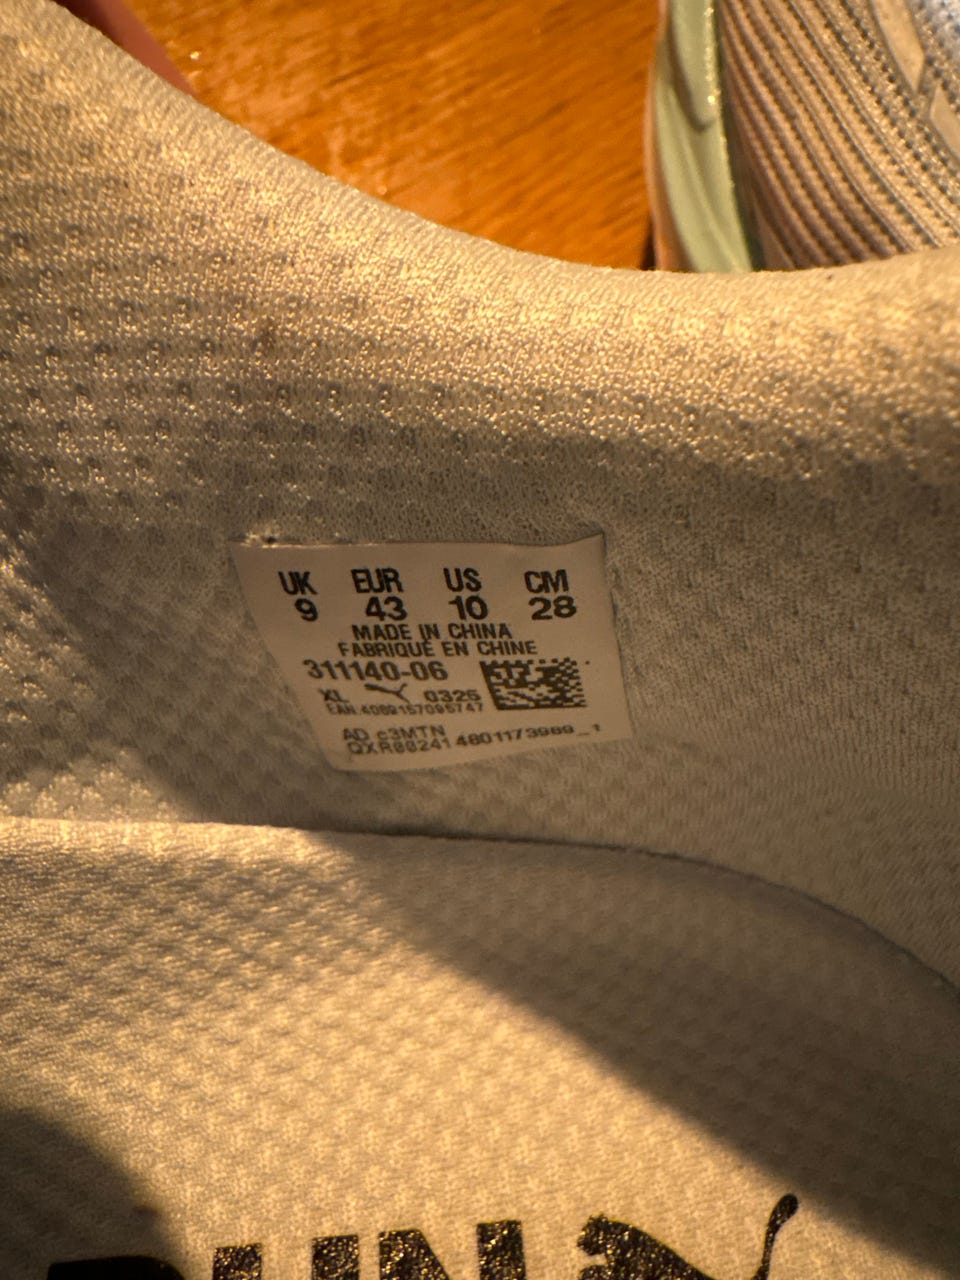 UK EUR US CM
9 43 10 28
MADE IN CHINA
FABRIQUÉ EN CHINE
311140-06
XL 0325
EAN:4069157095747
AD c3MTN
QXR00241 4801173989_1
RUN